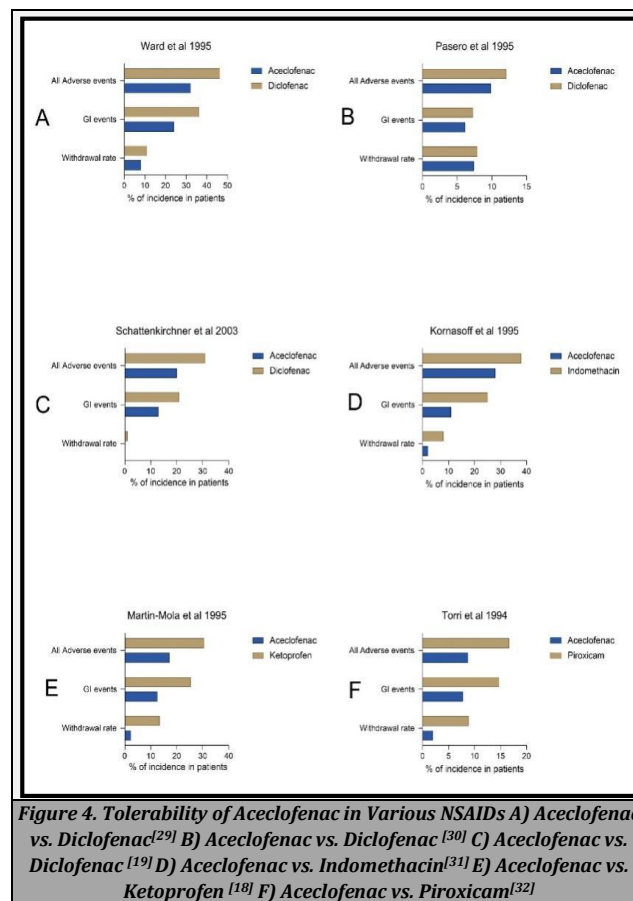 Ward et al 1995
All Adverse events
GI events
Withdrawal rate
0 10 20 30 40 50
% of incidence in patients
Aceclofenac
Diclofenac
A
Pasero et al 1995
All Adverse events
GI events
Withdrawal rate
0 5 10 15
% of incidence in patients
Aceclofenac
Diclofenac
B
Schattenkirchner et al 2003
All Adverse events
GI events
Withdrawal rate
0 10 20 30 40
% of incidence in patients
Aceclofenac
Diclofenac
C
Kornasoff et al 1995
All Adverse events
GI events
Withdrawal rate
0 10 20 30 40
% of incidence in patients
Aceclofenac
Indomethacin
D
Martin-Mola et al 1995
All Adverse events
GI events
Withdrawal rate
0 10 20 30 40
% of incidence in patients
Aceclofenac
Ketoprofen
E
Torri et al 1994
All Adverse events
GI events
Withdrawal rate
0 5 10 15 20
% of incidence in patients
Aceclofenac
Piroxicam
F
Figure 4. Tolerability of Aceclofenac in Various NSAIDs A) Aceclofenac
vs. Diclofenac[29] B) Aceclofenac vs. Diclofenac [30] C) Aceclofenac vs.
Diclofenac [19] D) Aceclofenac vs. Indomethacin[31] E) Aceclofenac vs.
Ketoprofen [18] F) Aceclofenac vs. Piroxicam[32]